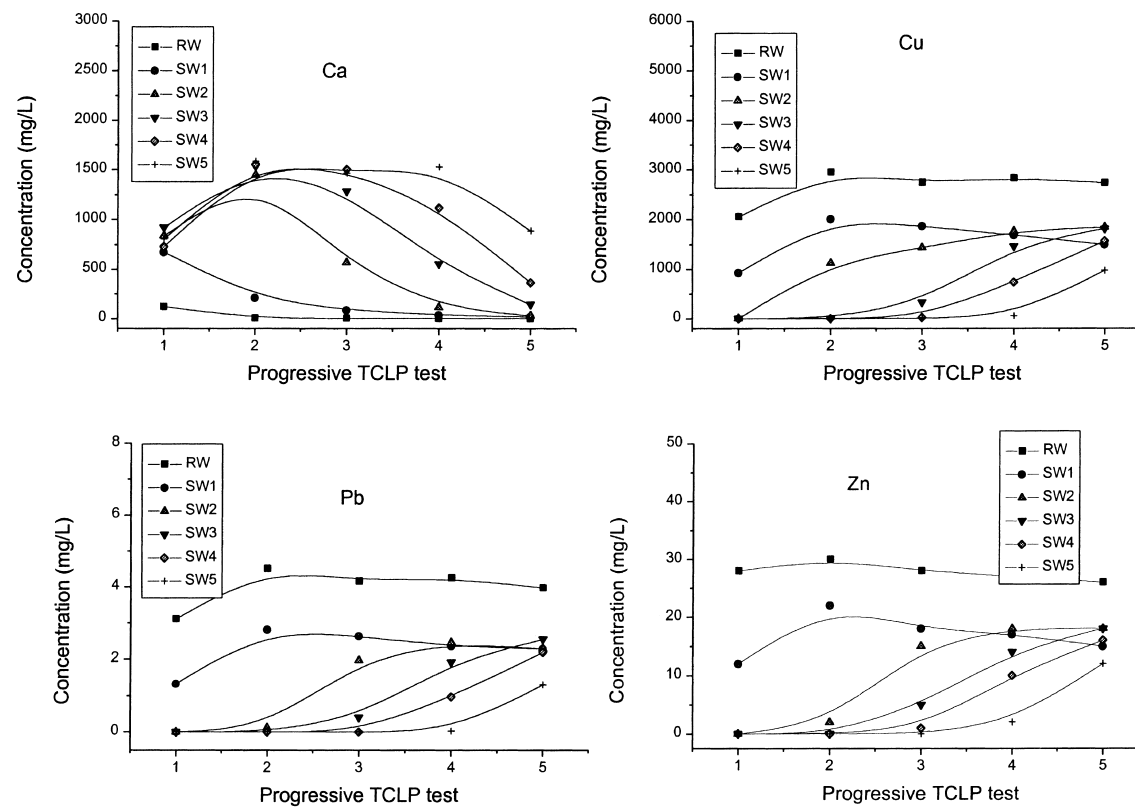 Ca
Concentration (mg/L)
3000
2500
2000
1500
1000
500
0
RW
SW1
SW2
SW3
SW4
SW5
1 2 3 4 5
Progressive TCLP test
Cu
Concentration (mg/L)
6000
5000
4000
3000
2000
1000
0
RW
SW1
SW2
SW3
SW4
SW5
1 2 3 4 5
Progressive TCLP test
Pb
Concentration (mg/L)
8
6
4
2
0
RW
SW1
SW2
SW3
SW4
SW5
1 2 3 4 5
Progressive TCLP test
Zn
Concentration (mg/L)
50
40
30
20
10
0
RW
SW1
SW2
SW3
SW4
SW5
1 2 3 4 5
Progressive TCLP test